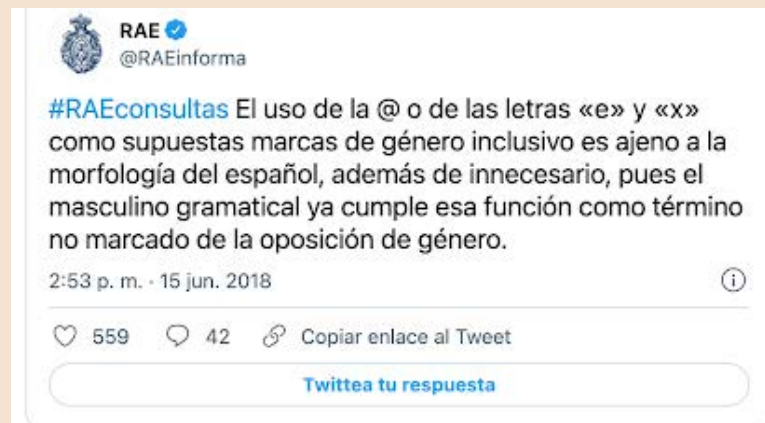 RAE
@RAEinforma
#RAEconsultas El uso de la @ o de las letras «e» y «x»
como supuestas marcas de género inclusivo es ajeno a la
morfología del español, además de innecesario, pues el
masculino gramatical ya cumple esa función como término
no marcado de la oposición de género.
2:53 p. m. · 15 jun. 2018
559 42 Copiar enlace al Tweet
Twittea tu respuesta